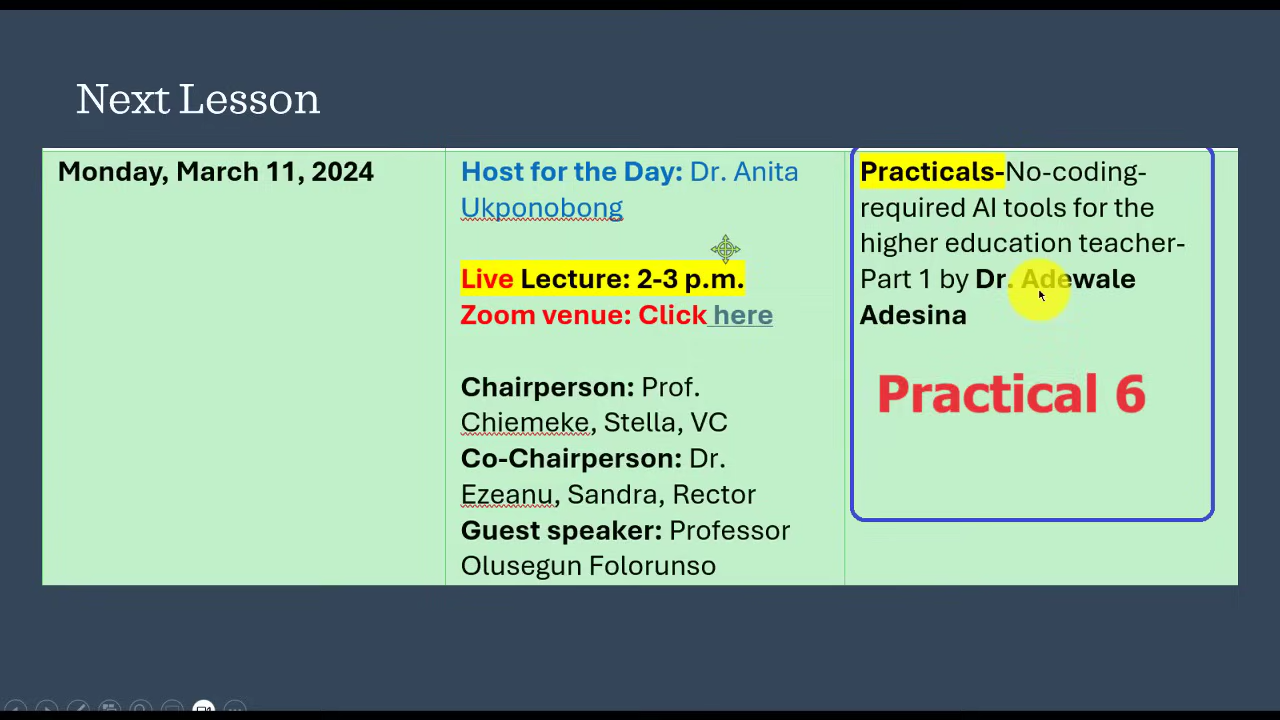 Next Lesson
Monday, March 11, 2024
Host for the Day: Dr. Anita
Ukponobong
Live Lecture: 2-3 p.m.
Zoom venue: Click here
Chairperson: Prof.
Chiemeke, Stella, VC
Co-Chairperson: Dr.
Ezeanu, Sandra, Rector
Guest speaker: Professor
Olusegun Folorunso
Practicals-No-coding-
required AI tools for the
higher education teacher-
Part 1 by Dr. Adewale
Adesina
Practical 6